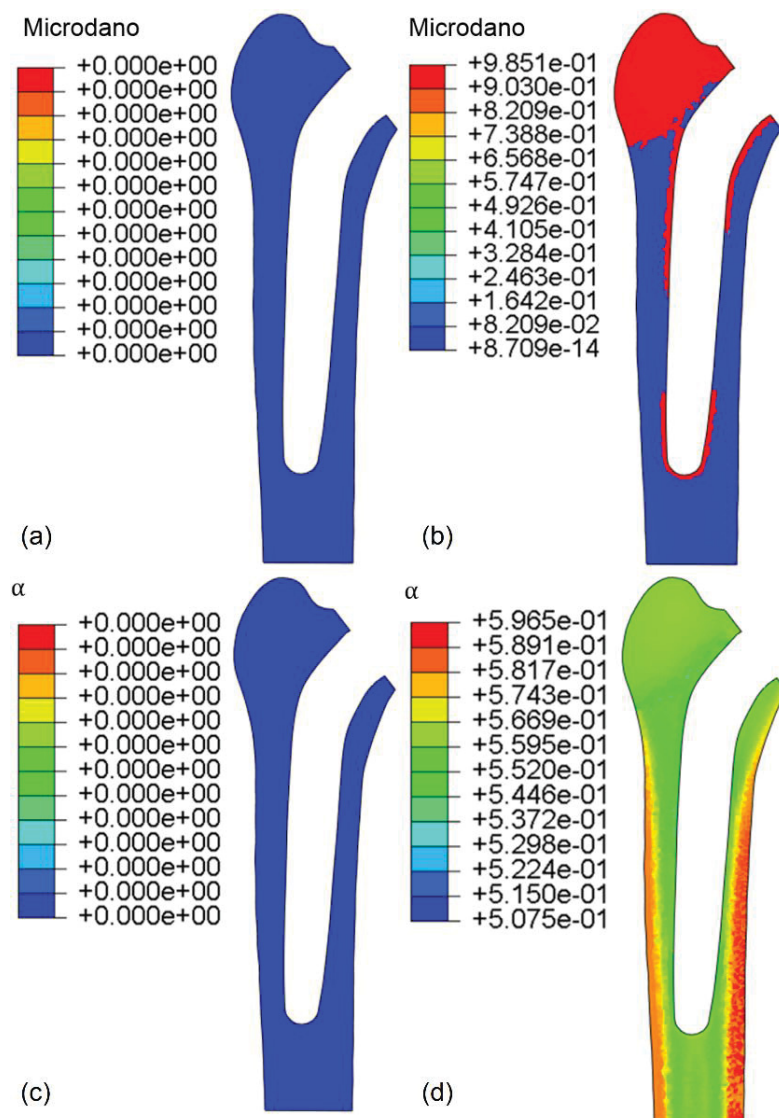 Microdano
+0.000e+00
+0.000e+00
+0.000e+00
+0.000e+00
+0.000e+00
+0.000e+00
+0.000e+00
+0.000e+00
+0.000e+00
+0.000e+00
+0.000e+00
+0.000e+00
+0.000e+00
(a)
Microdano
+9.851e-01
+9.030e-01
+8.209e-01
+7.388e-01
+6.568e-01
+5.747e-01
+4.926e-01
+4.105e-01
+3.284e-01
+2.463e-01
+1.642e-01
+8.209e-02
+8.709e-14
(b)
α
+0.000e+00
+0.000e+00
+0.000e+00
+0.000e+00
+0.000e+00
+0.000e+00
+0.000e+00
+0.000e+00
+0.000e+00
+0.000e+00
+0.000e+00
+0.000e+00
+0.000e+00
(c)
α
+5.965e-01
+5.891e-01
+5.817e-01
+5.743e-01
+5.669e-01
+5.595e-01
+5.520e-01
+5.446e-01
+5.372e-01
+5.298e-01
+5.224e-01
+5.150e-01
+5.075e-01
(d)